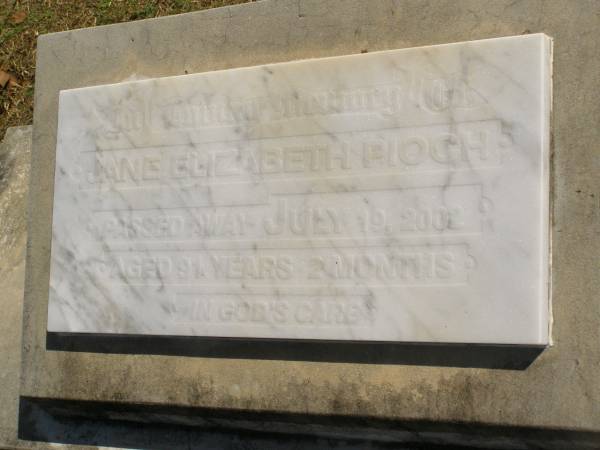 In Loving Memory Of
JANE ELIZABETH PIOCH
PASSED AWAY JULY 19, 2002
AGED 91 YEARS 2 MONTHS
IN GOD'S CARE